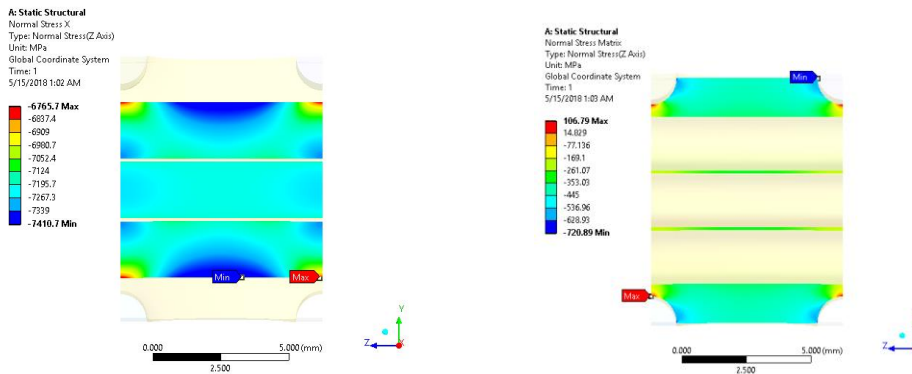 A: Static Structural
Normal Stress X
Type: Normal Stress(Z Axis)
Unit: MPa
Global Coordinate System
Time: 1
5/15/2018 1:02 AM
-6765.7 Max
-6837.4
-6909
-6980.7
-7052.4
-7124
-7195.7
-7267.3
-7339
-7410.7 Min
Min
Max
Y
Z
X
0.000
5.000 (mm)
2.500
A: Static Structural
Normal Stress Matrix
Type: Normal Stress(Z Axis)
Unit: MPa
Global Coordinate System
Time: 1
5/15/2018 1:03 AM
106.79 Max
14.829
-77.136
-169.1
-261.07
-353.03
-445
-536.96
-628.93
-720.89 Min
Min
Max
Z
0.000
5.000 (mm)
2.500